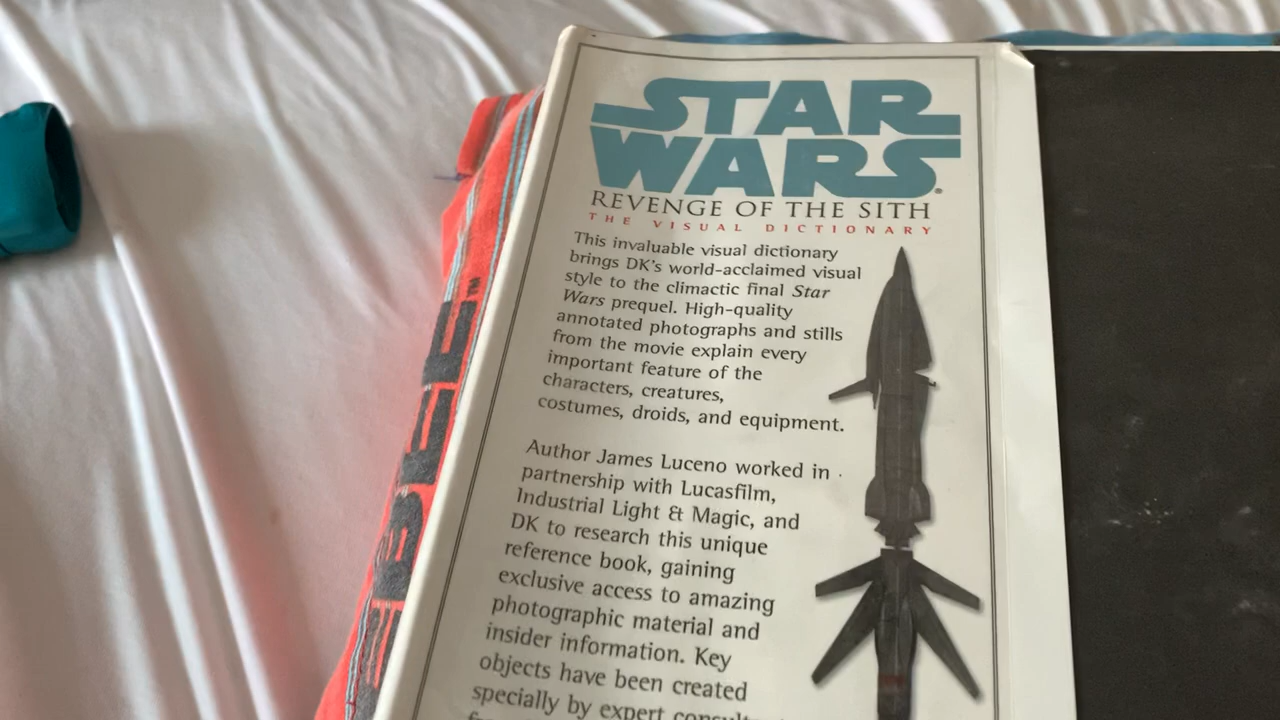 STAR
WARS®
REVENGE OF THE SITH
THE VISUAL DICTIONARY
This invaluable visual dictionary
brings DK's world-acclaimed visual
style to the climactic final Star
Wars prequel. High-quality
annotated photographs and stills
from the movie explain every
important feature of the
characters, creatures,
costumes, droids, and equipment.
Author James Luceno worked in
partnership with Lucasfilm,
Industrial Light & Magic, and
DK to research this unique
reference book, gaining
exclusive access to amazing
photographic material and
insider information. Key
objects have been created
specially by expert